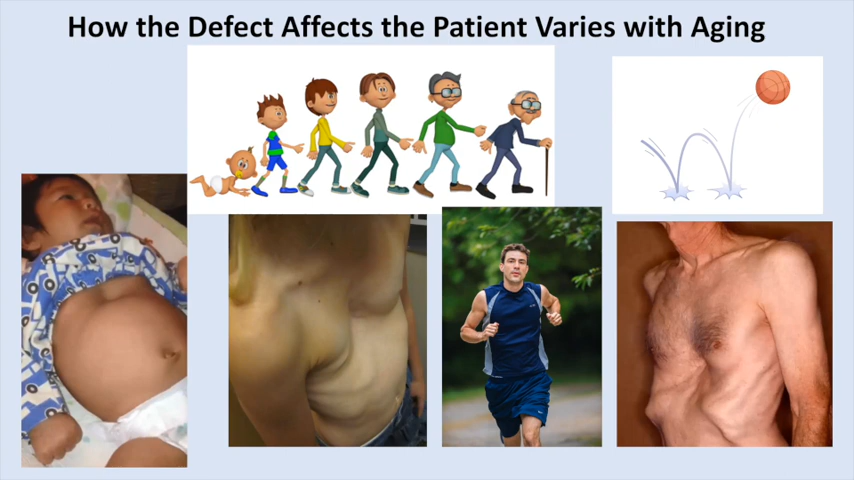 How the Defect Affects the Patient Varies with Aging